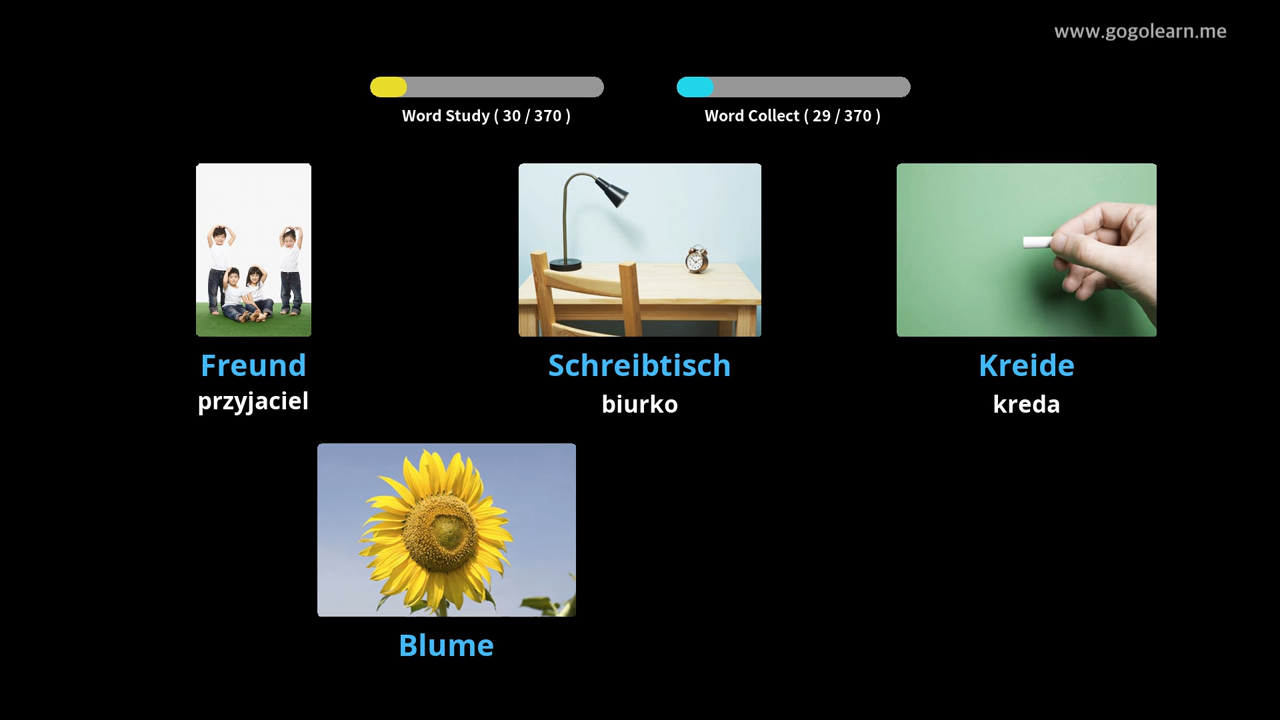 www.gogolearn.me
Word Study ( 30 / 370 )
Word Collect ( 29 / 370 )
Freund
przyjaciel
Schreibtisch
biurko
Kreide
kreda
Blume